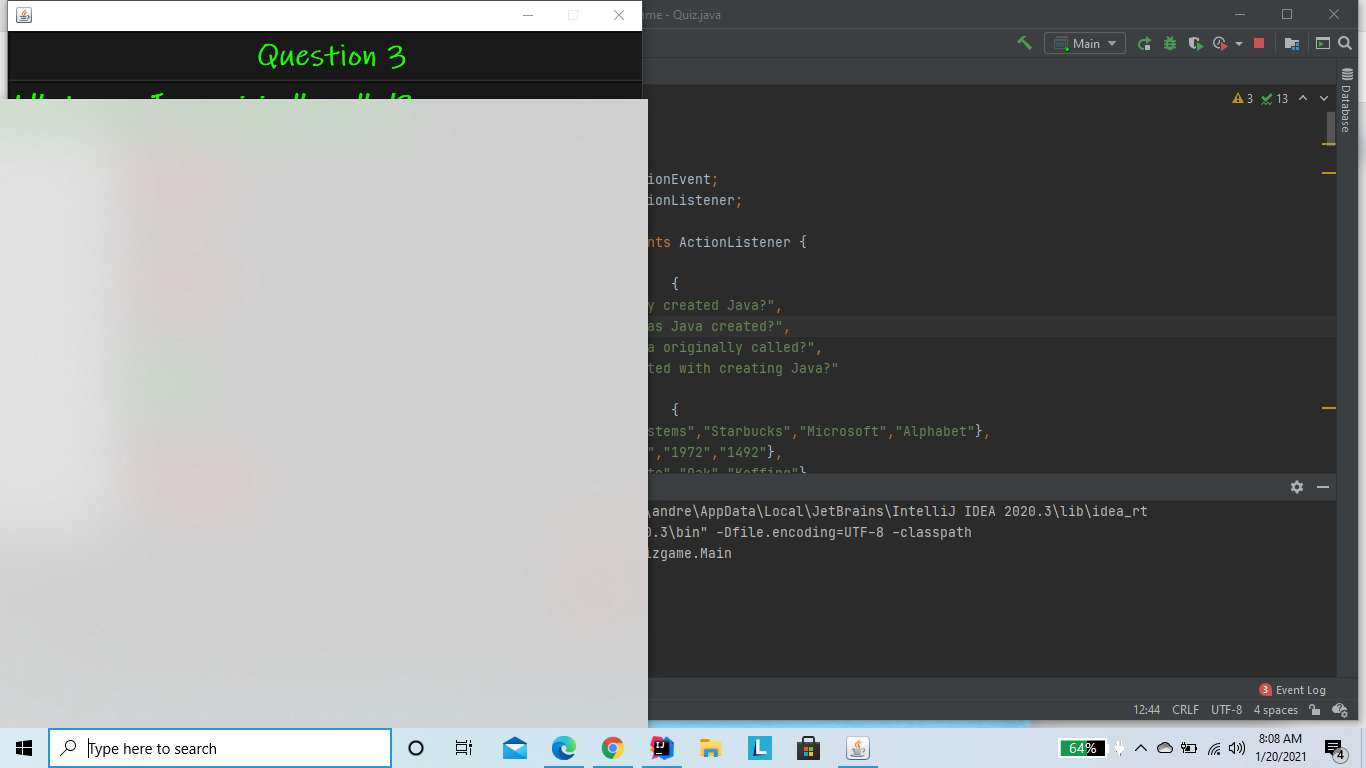 ame - Quiz.java
Main
Question 3
3 13
Database
ionEvent;
ionListener;
nts ActionListener {
{
y created Java?",
as Java created?",
a originally called?",
ted with creating Java?"
{
stems","Starbucks","Microsoft","Alphabet"},
","1972","1492"},
"Oak","Koffing"}
\andre\AppData\Local\JetBrains\IntelliJ IDEA 2020.3\lib\idea_rt
0.3\bin" -Dfile.encoding=UTF-8 -classpath
izgame.Main
3 Event Log
12:44 CRLF UTF-8 4 spaces
Type here to search
64%
8:08 AM
1/20/2021
4